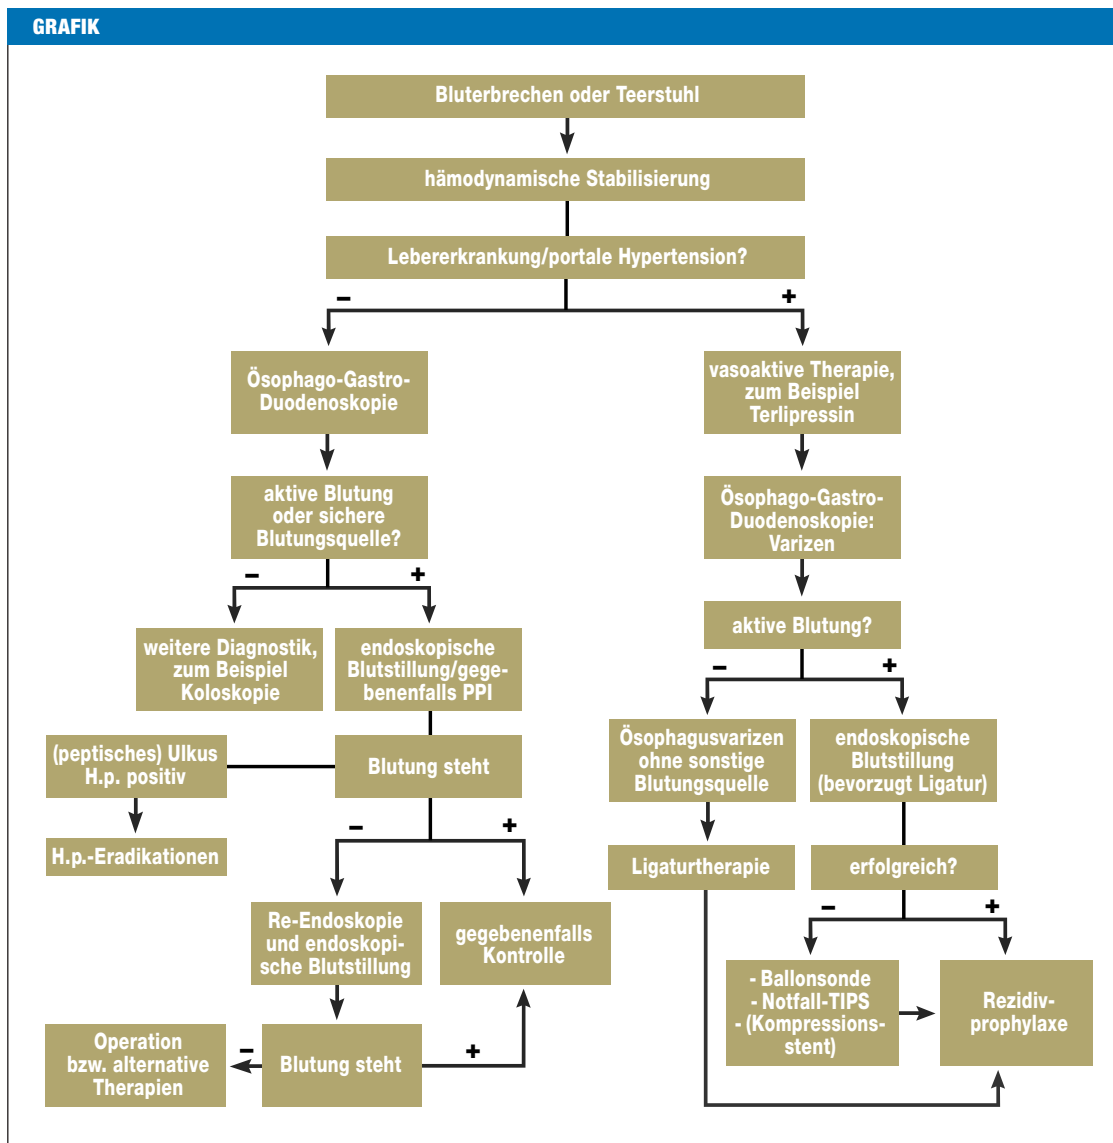 GRAFIK
Bluterbrechen oder Teerstuhl
hämodynamische Stabilisierung
Lebererkrankung/portale Hypertension?
–
+
Ösophago-Gastro-
Duodenoskopie
vasoaktive Therapie,
zum Beispiel
Terlipressin
aktive Blutung
oder sichere
Blutungsquelle?
Ösophago-Gastro-
Duodenoskopie:
Varizen
–
+
aktive Blutung?
weitere Diagnostik,
zum Beispiel
Koloskopie
endoskopische
Blutstillung/gege-
benenfalls PPI
–
+
(peptisches) Ulkus
H.p. positiv
Blutung steht
Ösophagusvarizen
ohne sonstige
Blutungsquelle
endoskopische
Blutstillung
(bevorzugt Ligatur)
–
+
H.p.-Eradikationen
Ligaturtherapie
erfolgreich?
–
+
Re-Endoskopie
und endoskopi-
sche Blutstillung
gegebenenfalls
Kontrolle
- Ballonsonde
- Notfall-TIPS
- (Kompressions-
stent)
Rezidiv-
prophylaxe
Operation
bzw. alternative
Therapien
–
Blutung steht
+